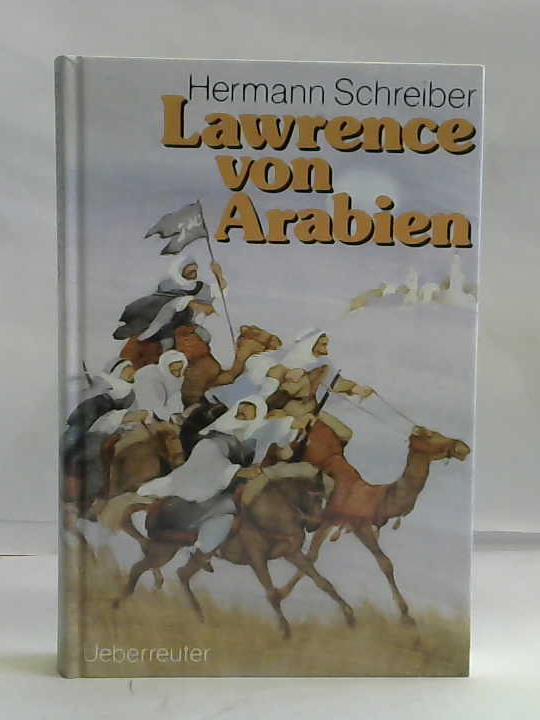 Hermann Schreiber
Lawrence
von
Arabien
Ueberreuter